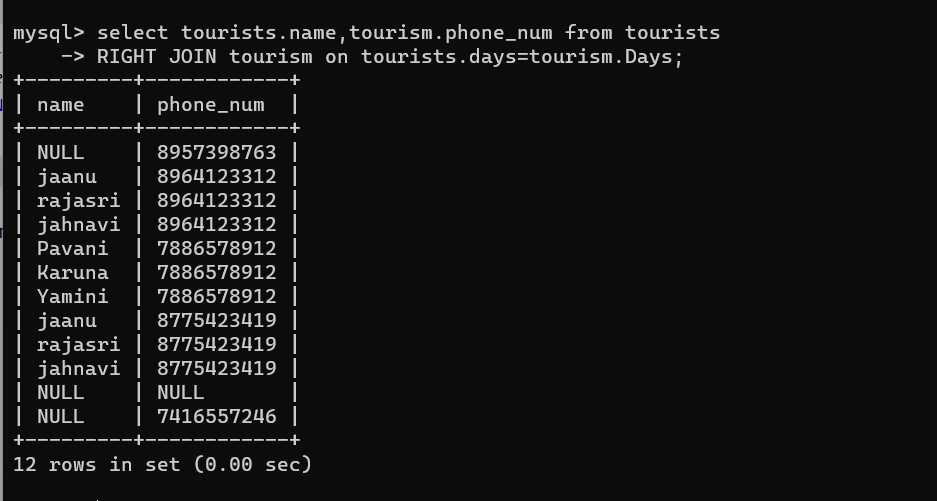 mysql> select tourists.name,tourism.phone_num from tourists
    -> RIGHT JOIN tourism on tourists.days=tourism.Days;
+---------+------------+
| name    | phone_num  |
+---------+------------+
| NULL    | 8957398763 |
| jaanu   | 8964123312 |
| rajasri | 8964123312 |
| jahnavi | 8964123312 |
| Pavani  | 7886578912 |
| Karuna  | 7886578912 |
| Yamini  | 7886578912 |
| jaanu   | 8775423419 |
| rajasri | 8775423419 |
| jahnavi | 8775423419 |
| NULL    | NULL       |
| NULL    | 7416557246 |
+---------+------------+
12 rows in set (0.00 sec)